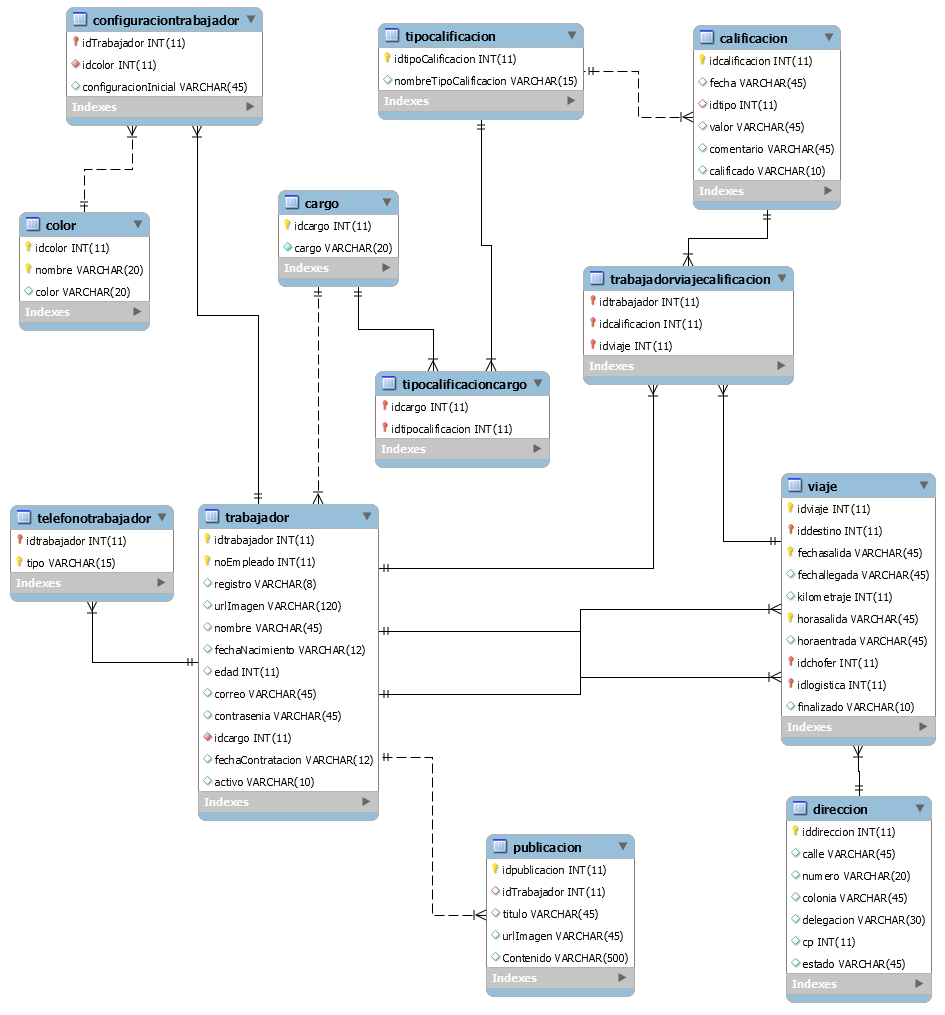 configuraciontrabajador
idTrabajador INT(11)
idcolor INT(11)
configuracionInicial VARCHAR(45)
Indexes
tipocalificacion
idtipoCalificacion INT(11)
nombreTipoCalificacion VARCHAR(15)
Indexes
calificacion
idcalificacion INT(11)
fecha VARCHAR(45)
idtipo INT(11)
valor VARCHAR(45)
comentario VARCHAR(45)
calificado VARCHAR(10)
Indexes
color
idcolor INT(11)
nombre VARCHAR(20)
color VARCHAR(20)
Indexes
cargo
idcargo INT(11)
cargo VARCHAR(20)
Indexes
trabajadorviajecalificacion
idtrabajador INT(11)
idcalificacion INT(11)
idviaje INT(11)
Indexes
tipocalificacioncargo
idcargo INT(11)
idtipocalificacion INT(11)
Indexes
telefonotrabajador
idtrabajador INT(11)
tipo VARCHAR(15)
Indexes
trabajador
idtrabajador INT(11)
noEmpleado INT(11)
registro VARCHAR(8)
urlImagen VARCHAR(120)
nombre VARCHAR(45)
fechaNacimiento VARCHAR(12)
edad INT(11)
correo VARCHAR(45)
contrasenia VARCHAR(45)
idcargo INT(11)
fechaContratacion VARCHAR(12)
activo VARCHAR(10)
Indexes
viaje
idviaje INT(11)
iddestino INT(11)
fechasalida VARCHAR(45)
fechallegada VARCHAR(45)
kilometraje INT(11)
horasalida VARCHAR(45)
horaentrada VARCHAR(45)
idchofer INT(11)
idlogistica INT(11)
finalizado VARCHAR(10)
Indexes
publicacion
idpublicacion INT(11)
idTrabajador INT(11)
titulo VARCHAR(45)
urlImagen VARCHAR(45)
Contenido VARCHAR(500)
Indexes
direccion
iddireccion INT(11)
calle VARCHAR(45)
numero VARCHAR(20)
colonia VARCHAR(45)
delegacion VARCHAR(30)
cp INT(11)
estado VARCHAR(45)
Indexes